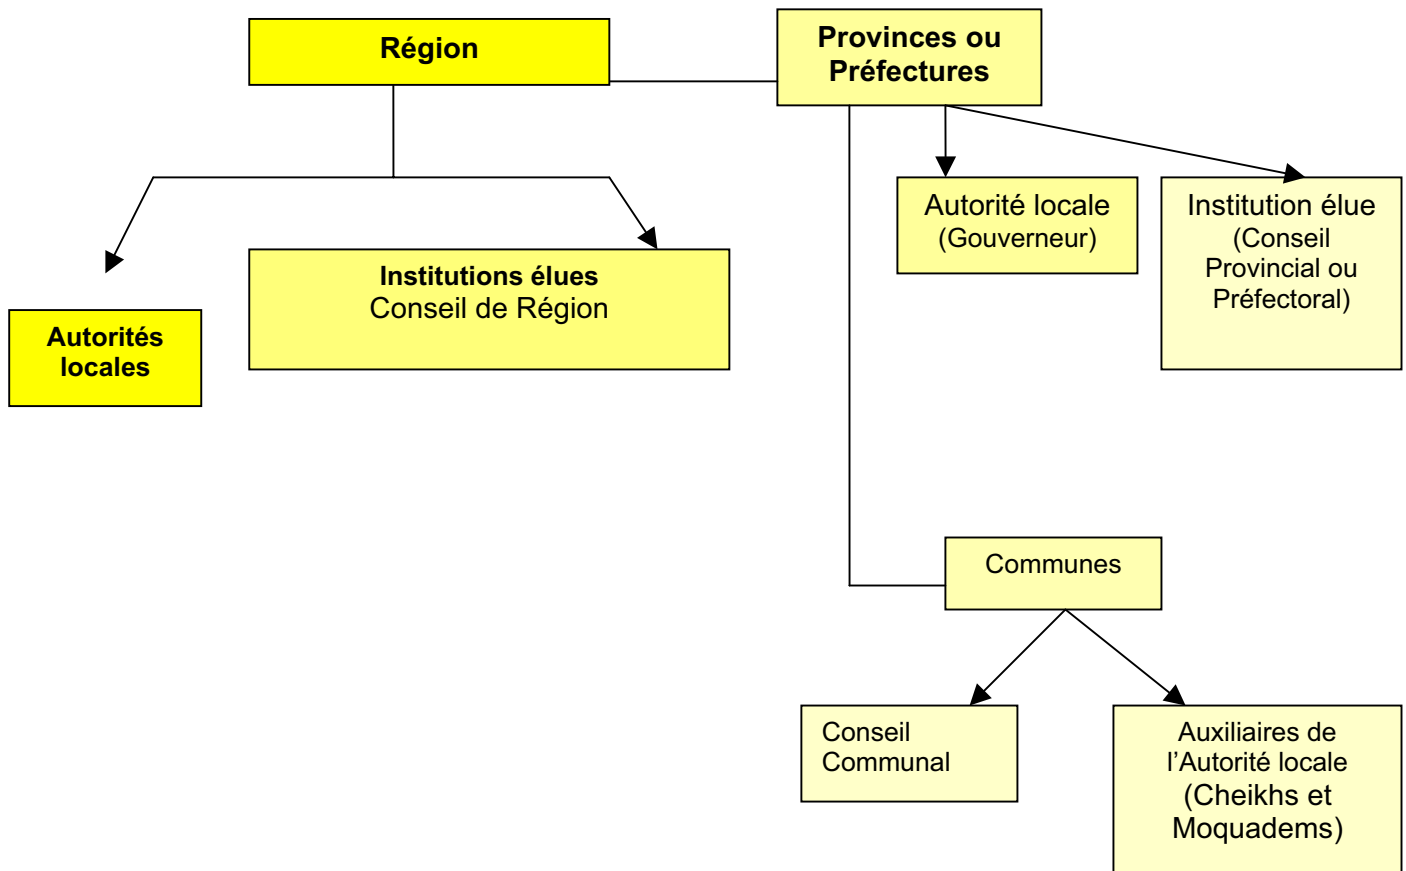 Région
Provinces ou
Préfectures
Autorité locale
(Gouverneur)
Institution élue
(Conseil
Provincial ou
Préfectoral)
Institutions élues
Conseil de Région
Autorités
locales
Communes
Conseil
Communal
Auxiliaires de
l’Autorité locale
(Cheikhs et
Moquadems)